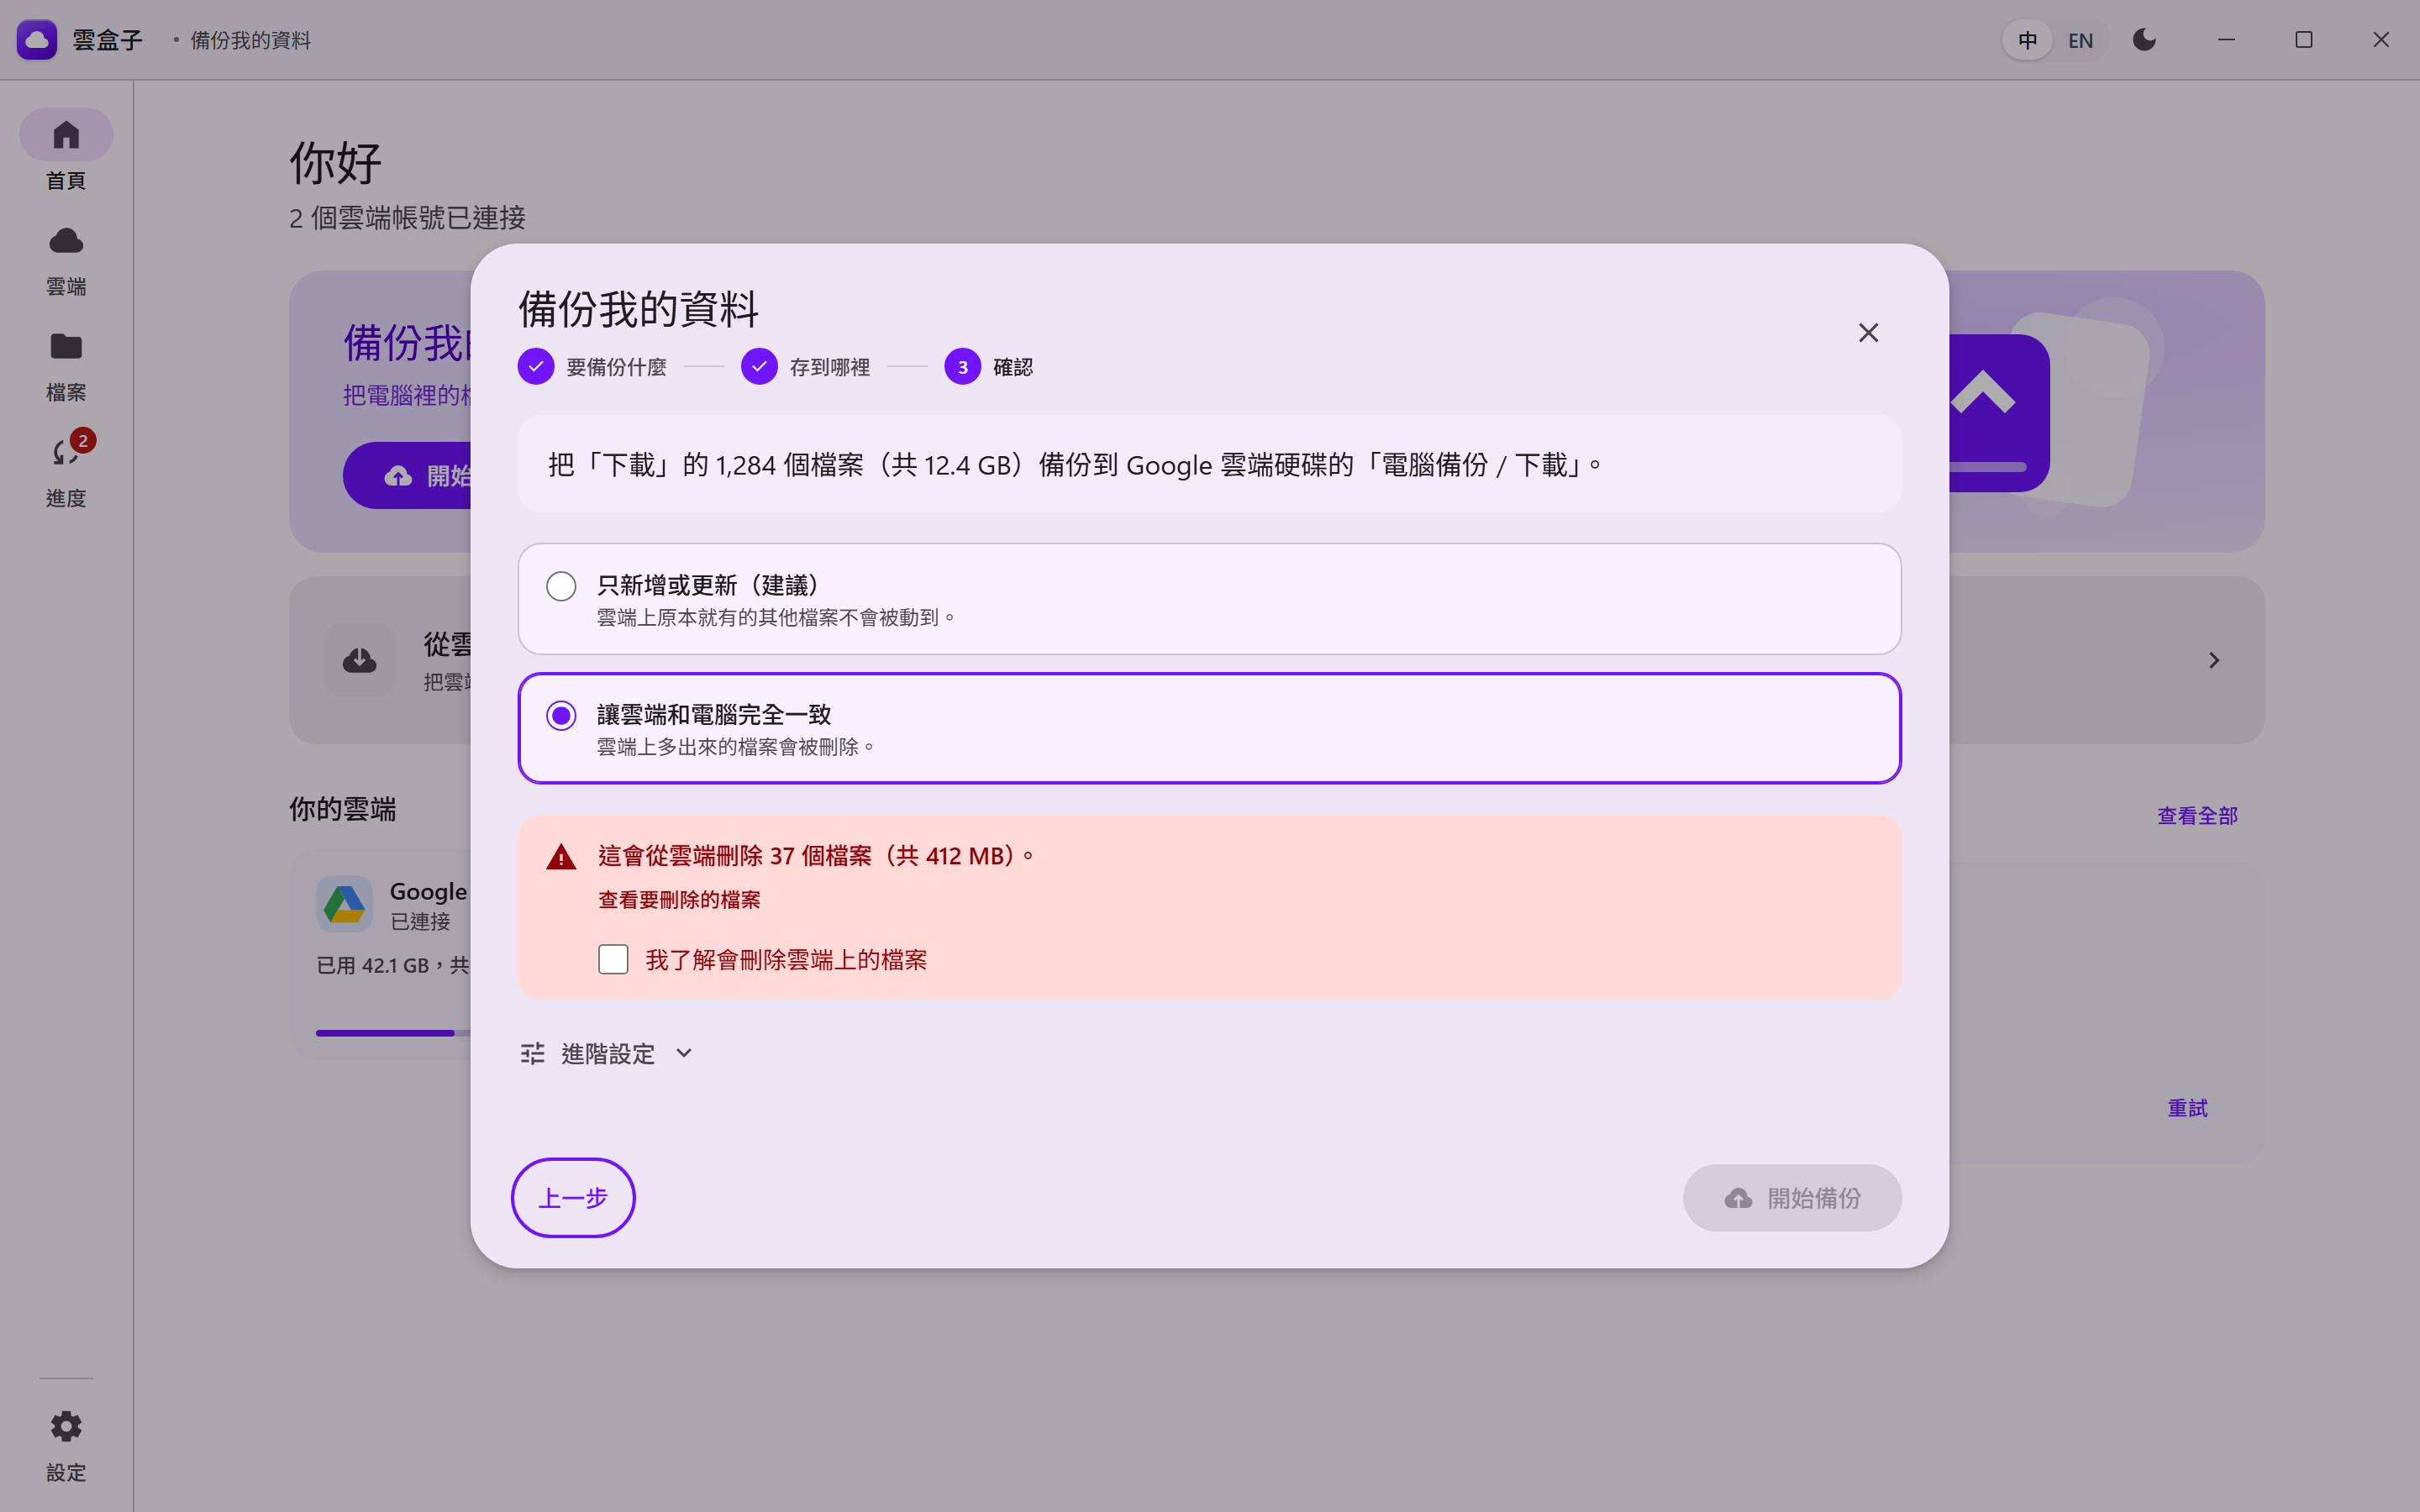 雲盒子
• 備份我的資料
中 EN
首頁
雲端
檔案
2
進度
設定
你好
2 個雲端帳號已連接
備份我的
把電腦裡的檔
開始
從雲
把雲端
你的雲端
查看全部
Google
已連接
已用 42.1 GB，共
重試
備份我的資料
要備份什麼 存到哪裡 3 確認
把「下載」的 1,284 個檔案（共 12.4 GB）備份到 Google 雲端硬碟的「電腦備份 / 下載」。
只新增或更新（建議）
雲端上原本就有的其他檔案不會被動到。
讓雲端和電腦完全一致
雲端上多出來的檔案會被刪除。
這會從雲端刪除 37 個檔案（共 412 MB）。
查看要刪除的檔案
我了解會刪除雲端上的檔案
進階設定
上一步
開始備份